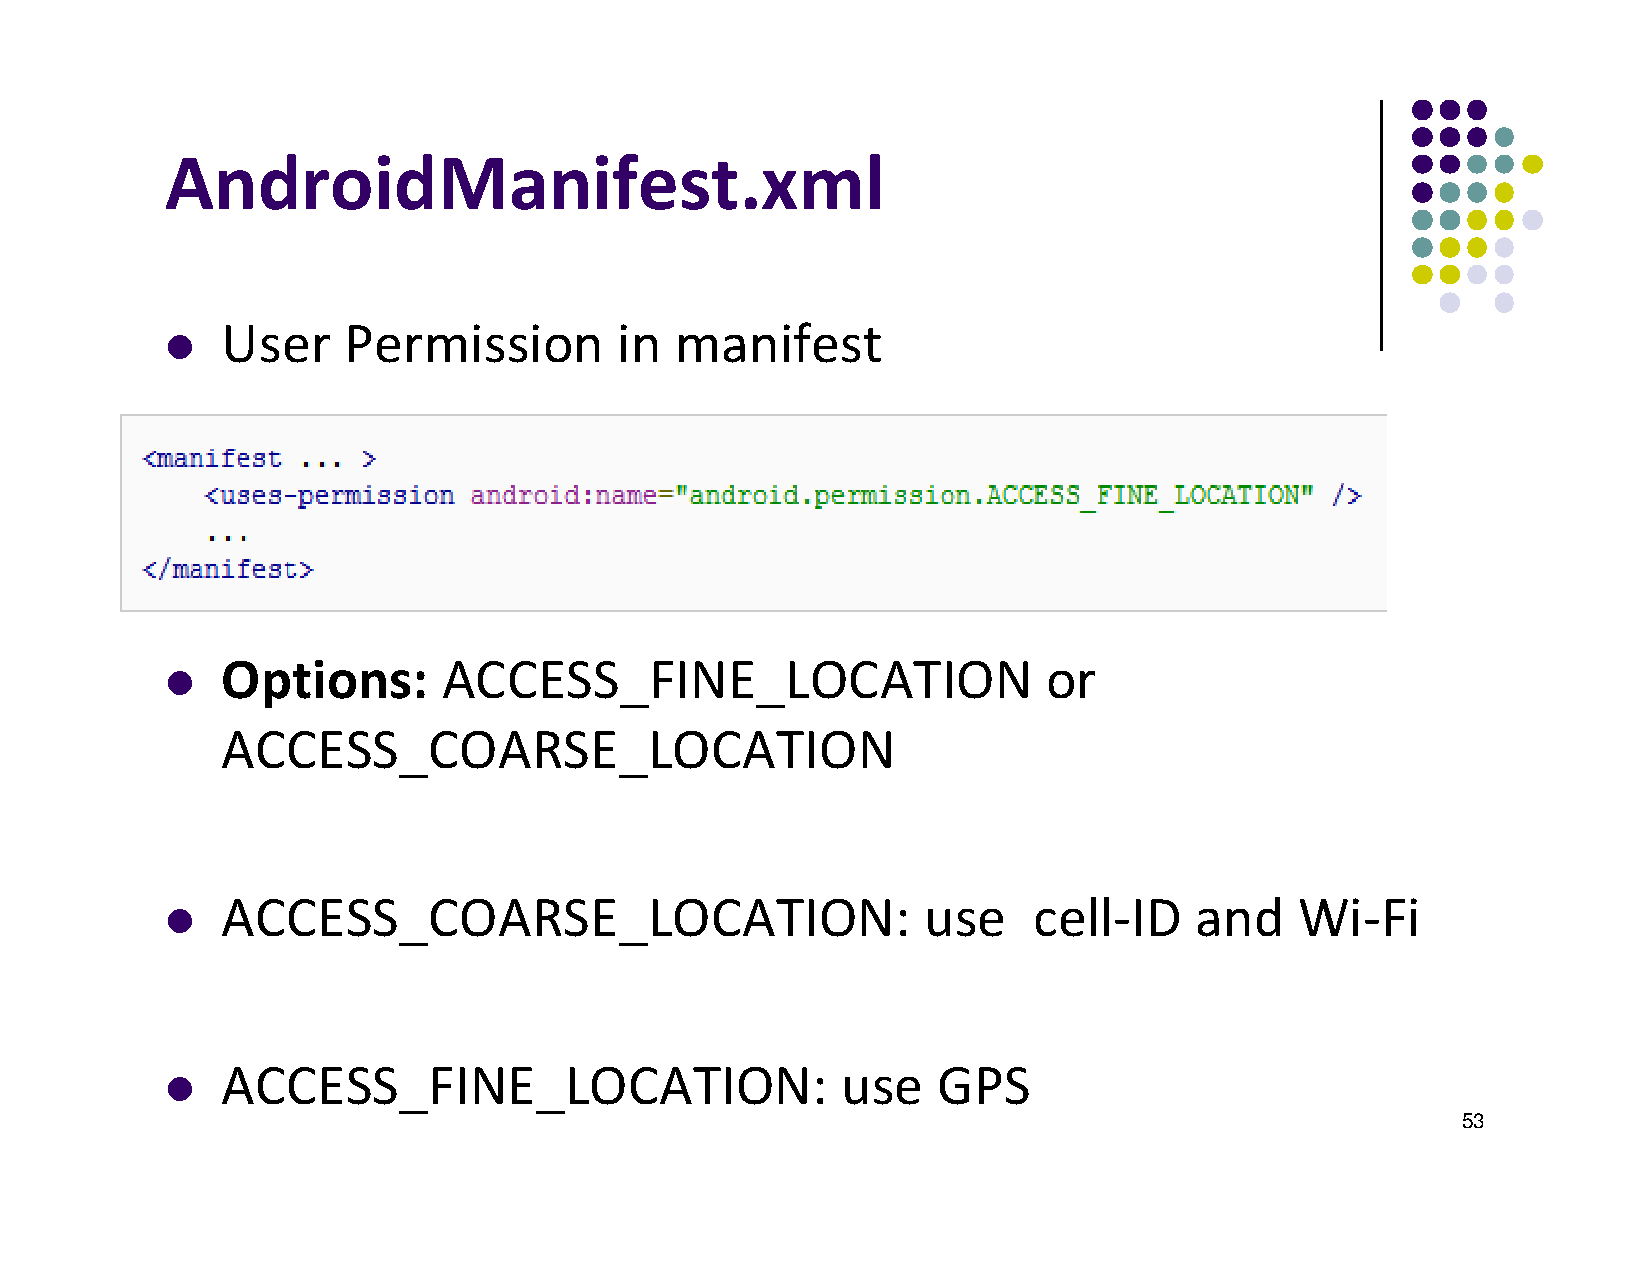 AndroidManifest.xml
● User Permission in manifest
<manifest ... >
    <uses-permission android:name="android.permission.ACCESS_FINE_LOCATION" />
    ...
</manifest>
● Options: ACCESS_FINE_LOCATION or
ACCESS_COARSE_LOCATION
● ACCESS_COARSE_LOCATION: use cell-ID and Wi-Fi
● ACCESS_FINE_LOCATION: use GPS
53